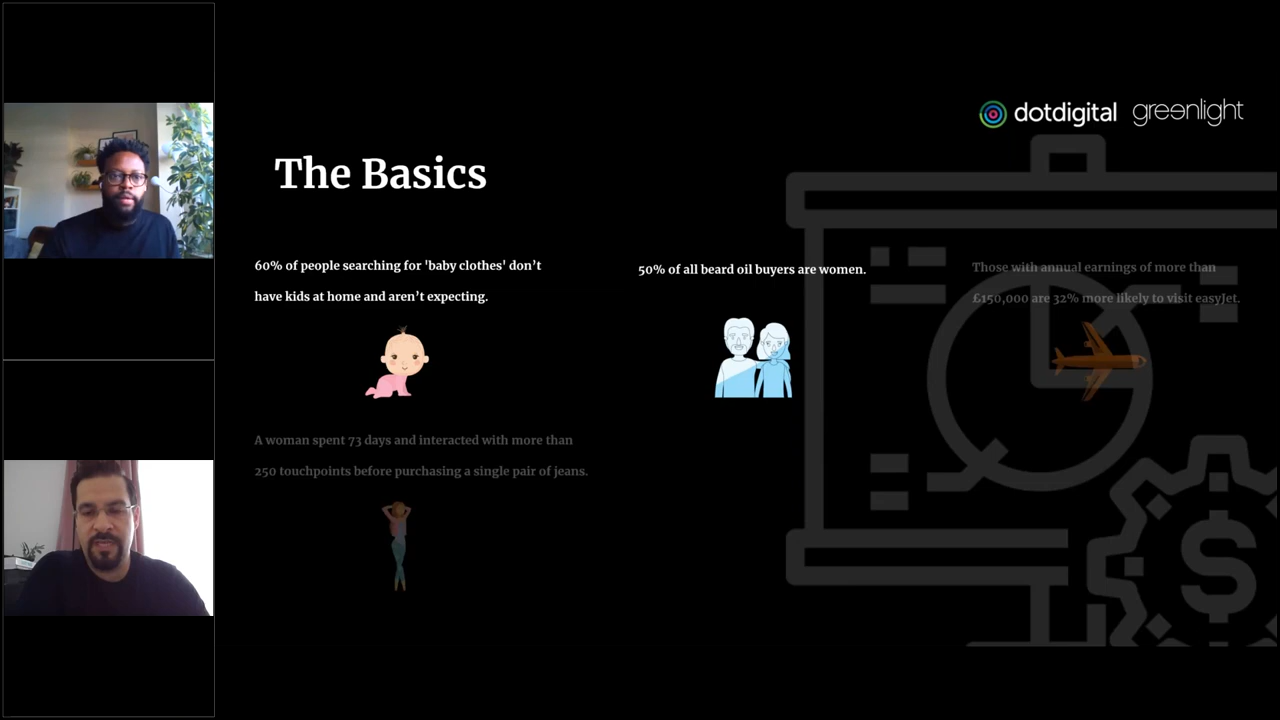 dotdigital greenlight
The Basics
60% of people searching for 'baby clothes' don’t
have kids at home and aren’t expecting.
50% of all beard oil buyers are women.
Those with annual earnings of more than
£150,000 are 32% more likely to visit easyJet.
A woman spent 73 days and interacted with more than
250 touchpoints before purchasing a single pair of jeans.
$